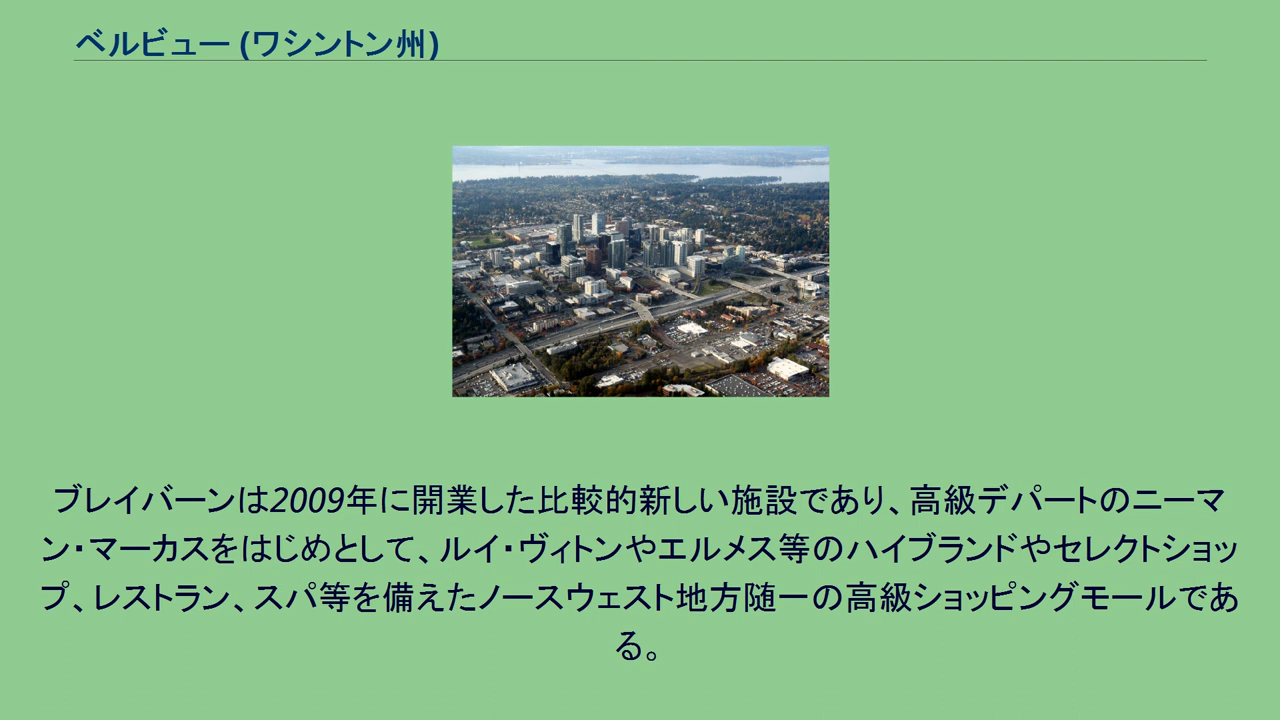 ベルビュー (ワシントン州)
ブレイバーンは2009年に開業した比較的新しい施設であり、高級デパートのニーマ
ン・マーカスをはじめとして、ルイ・ヴィトンやエルメス等のハイブランドやセレクトショッ
プ、レストラン、スパ等を備えたノースウェスト地方随一の高級ショッピングモールであ
る。